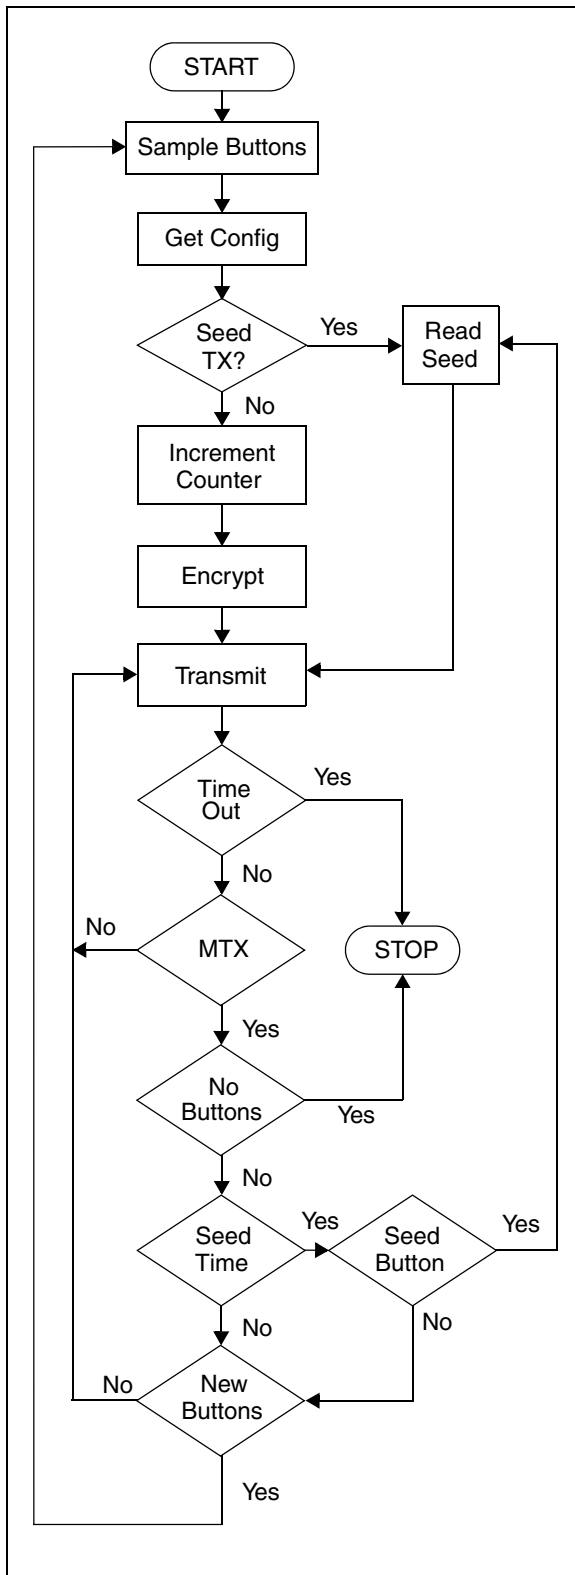 START
Sample Buttons
Get Config
Seed
TX?
Yes
Read
Seed
No
Increment
Counter
Encrypt
Transmit
Time
Out
Yes
No
No
MTX
STOP
Yes
No
Buttons
Yes
No
Seed
Time
Yes
Seed
Button
Yes
No
No
No
New
Buttons
Yes